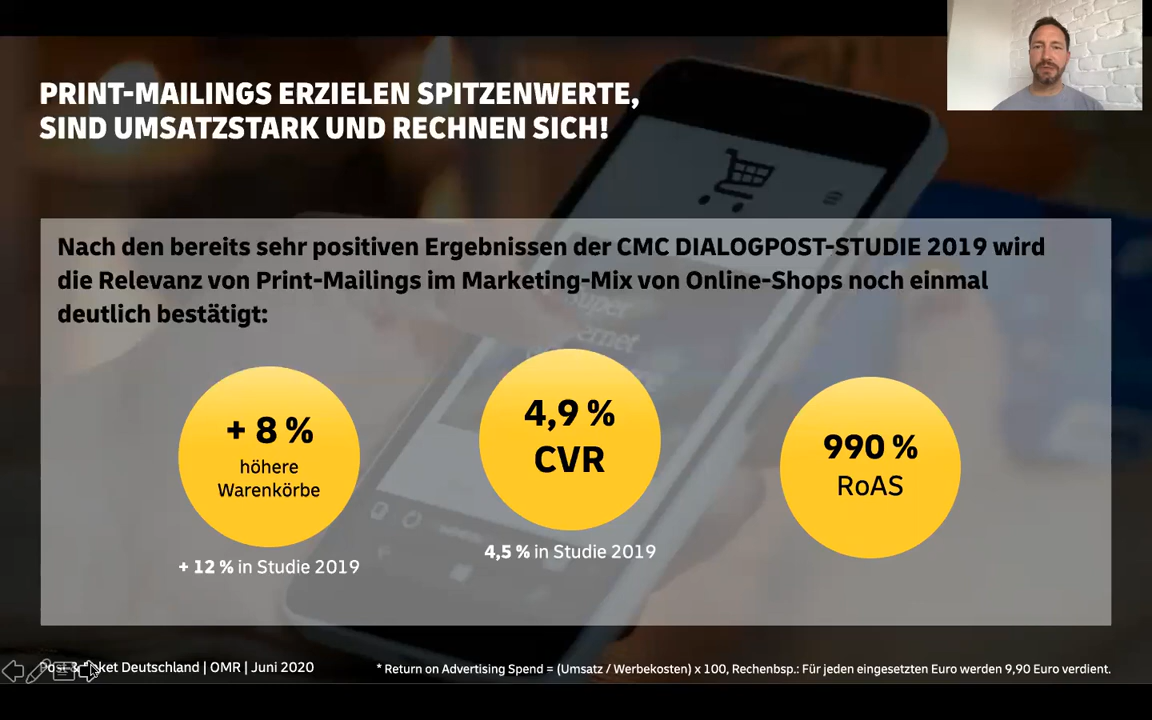 PRINT-MAILINGS ERZIELEN SPITZENWERTE,
SIND UMSATZSTARK UND RECHNEN SICH!
Nach den bereits sehr positiven Ergebnissen der CMC DIALOGPOST-STUDIE 2019 wird
die Relevanz von Print-Mailings im Marketing-Mix von Online-Shops noch einmal
deutlich bestätigt:
+ 8 %
höhere
Warenkörbe
+ 12 % in Studie 2019
4,9 %
CVR
4,5 % in Studie 2019
990 %
RoAS
Deutschland | OMR | Juni 2020
* Return on Advertising Spend = (Umsatz / Werbekosten) x 100, Rechenbsp.: Für jeden eingesetzten Euro werden 9,90 Euro verdient.